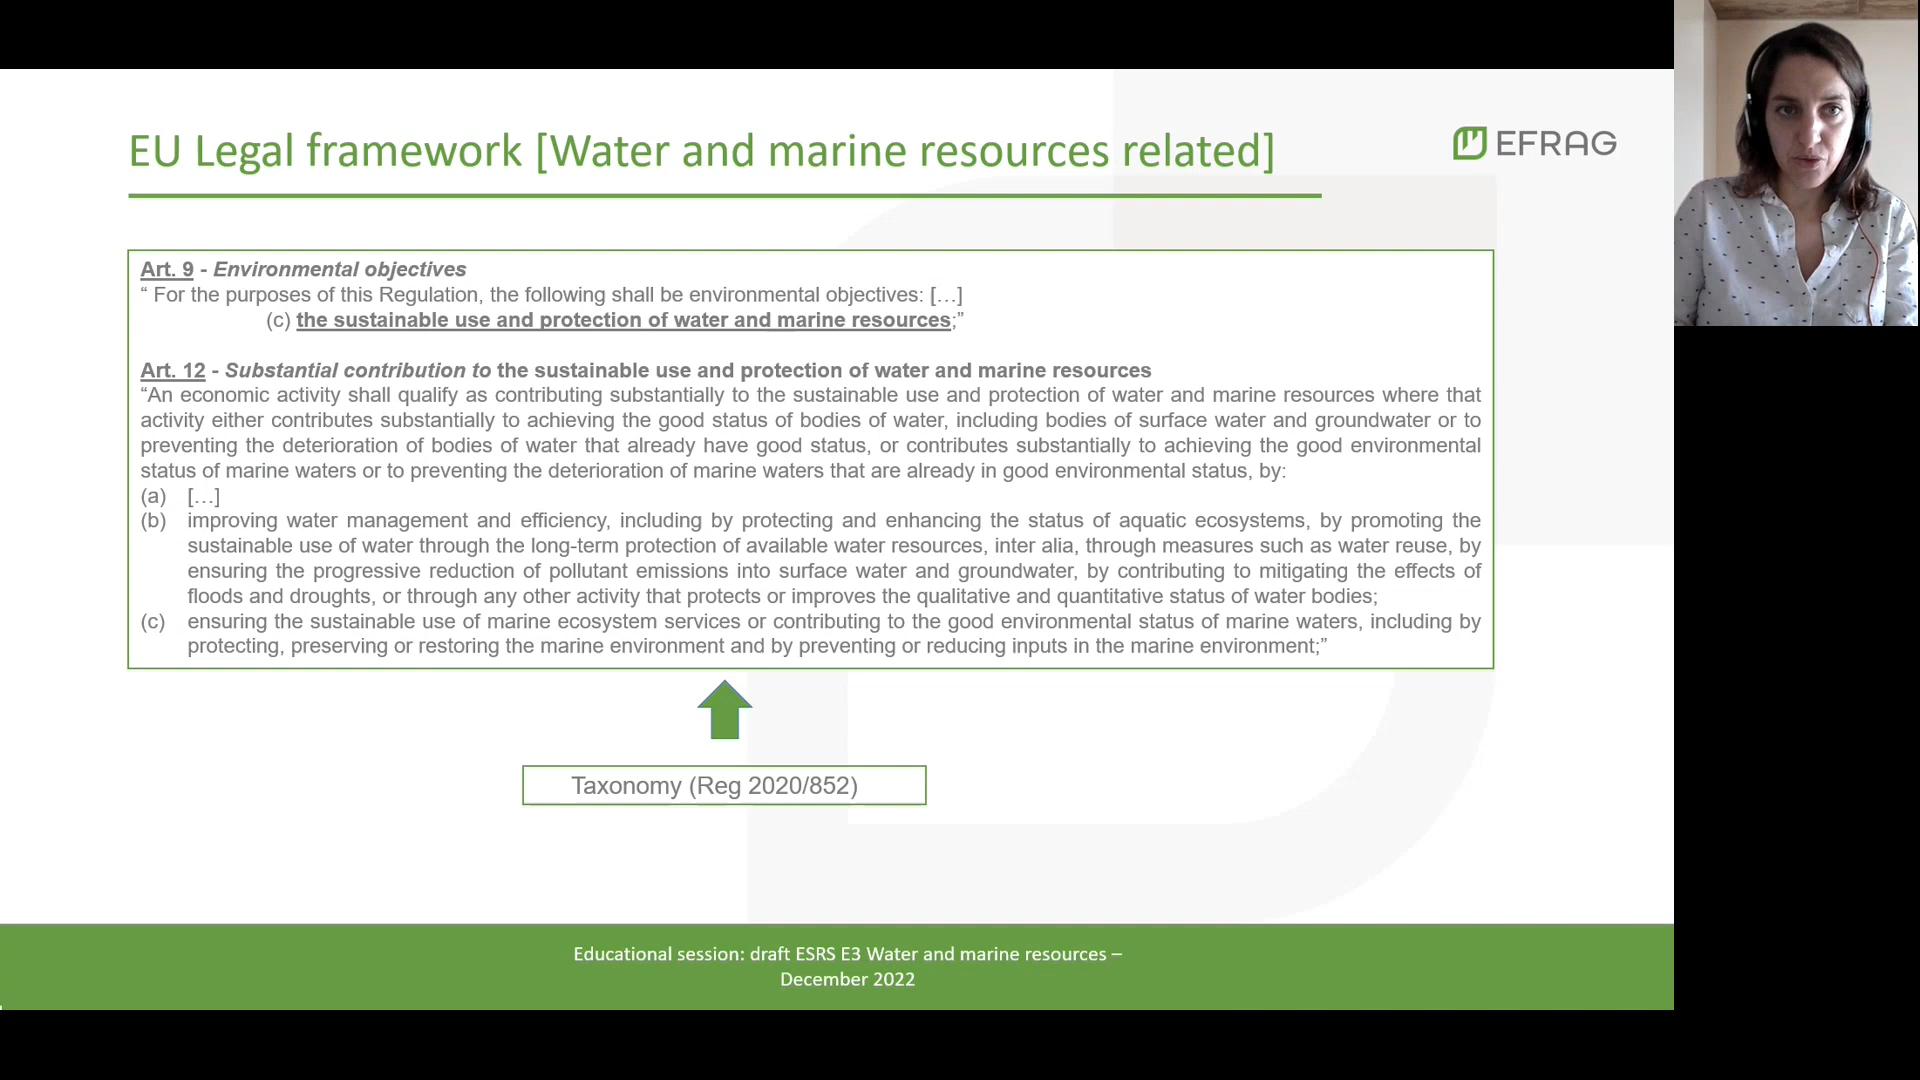 EU Legal framework [Water and marine resources related]
EFRAG
Art. 9 - Environmental objectives
“ For the purposes of this Regulation, the following shall be environmental objectives: […]
(c) the sustainable use and protection of water and marine resources;”
Art. 12 - Substantial contribution to the sustainable use and protection of water and marine resources
“An economic activity shall qualify as contributing substantially to the sustainable use and protection of water and marine resources where that
activity either contributes substantially to achieving the good status of bodies of water, including bodies of surface water and groundwater or to
preventing the deterioration of bodies of water that already have good status, or contributes substantially to achieving the good environmental
status of marine waters or to preventing the deterioration of marine waters that are already in good environmental status, by:
(a) […]
(b) improving water management and efficiency, including by protecting and enhancing the status of aquatic ecosystems, by promoting the
sustainable use of water through the long-term protection of available water resources, inter alia, through measures such as water reuse, by
ensuring the progressive reduction of pollutant emissions into surface water and groundwater, by contributing to mitigating the effects of
floods and droughts, or through any other activity that protects or improves the qualitative and quantitative status of water bodies;
(c) ensuring the sustainable use of marine ecosystem services or contributing to the good environmental status of marine waters, including by
protecting, preserving or restoring the marine environment and by preventing or reducing inputs in the marine environment;”
Taxonomy (Reg 2020/852)
Educational session: draft ESRS E3 Water and marine resources –
December 2022